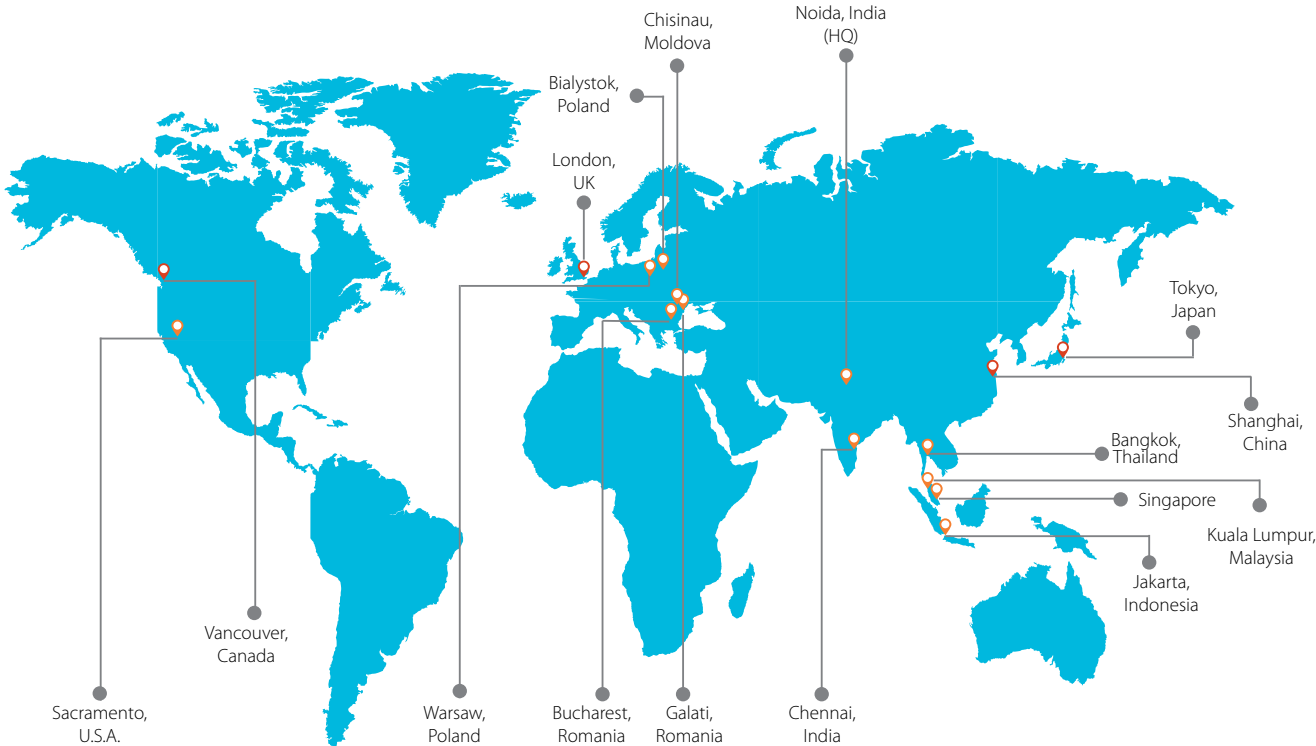 Noida, India
(HQ)
Chisinau,
Moldova
Bialystok,
Poland
London,
UK
Tokyo,
Japan
Shanghai,
China
Bangkok,
Thailand
Singapore
Kuala Lumpur,
Malaysia
Jakarta,
Indonesia
Vancouver,
Canada
Sacramento,
U.S.A.
Warsaw,
Poland
Bucharest,
Romania
Galati,
Romania
Chennai,
India